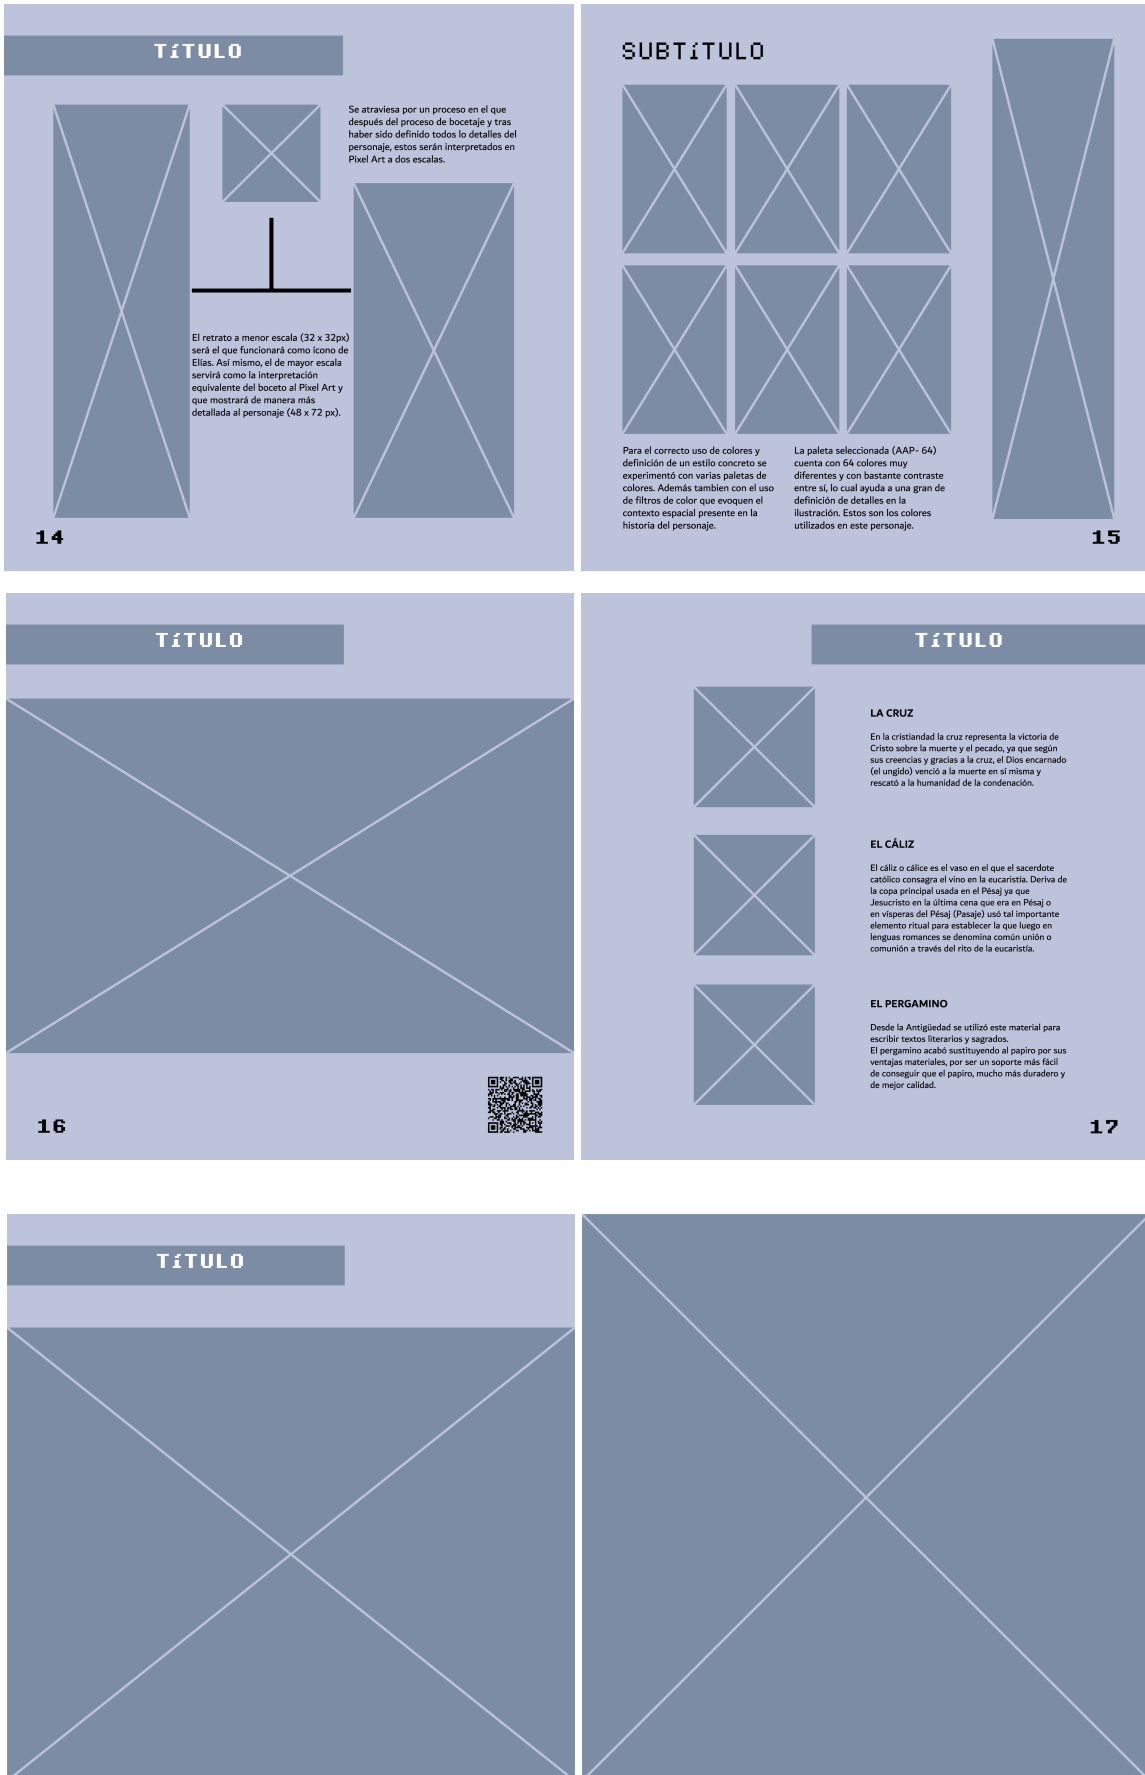 TíTULO
Se atraviesa por un proceso en el que
después del proceso de bocetaje y tras
haber sido definido todos lo detalles del
personaje, estos serán interpretados en
Pixel Art a dos escalas.
El retrato a menor escala (32 x 32px)
será el que funcionará como ícono de
Elías. Así mismo, el de mayor escala
servirá como la interpretación
equivalente del boceto al Pixel Art y
que mostrará de manera más
detallada al personaje (48 x 72 px).
14
SUBTíTULO
Para el correcto uso de colores y
definición de un estilo concreto se
experimentó con varias paletas de
colores. Además tambien con el uso
de filtros de color que evoquen el
contexto espacial presente en la
historia del personaje.
La paleta seleccionada (AAP- 64)
cuenta con 64 colores muy
diferentes y con bastante contraste
entre sí, lo cual ayuda a una gran de
definición de detalles en la
ilustración. Estos son los colores
utilizados en este personaje.
15
TíTULO
16
TíTULO
LA CRUZ
En la cristiandad la cruz representa la victoria de
Cristo sobre la muerte y el pecado, ya que según
sus creencias y gracias a la cruz, el Dios encarnado
(el ungido) venció a la muerte en sí misma y
rescató a la humanidad de la condenación.
EL CÁLIZ
El cáliz o cálice es el vaso en el que el sacerdote
católico consagra el vino en la eucaristía. Deriva de
la copa principal usada en el Pésaj ya que
Jesucristo en la última cena que era en Pésaj o
en vísperas del Pésaj (Pasaje) usó tal importante
elemento ritual para establecer la que luego en
lenguas romances se denomina común unión o
comunión a través del rito de la eucaristía.
EL PERGAMINO
Desde la Antigüedad se utilizó este material para
escribir textos literarios y sagrados.
El pergamino acabó sustituyendo al papiro por sus
ventajas materiales, por ser un soporte más fácil
de conseguir que el papiro, mucho más duradero y
de mejor calidad.
17
TíTULO